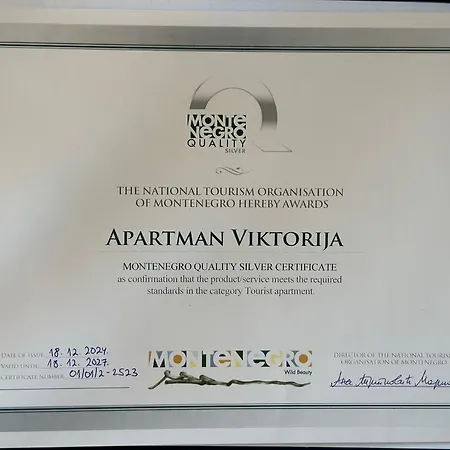 MONTE
NEGRO
QUALITY
SILVER
THE NATIONAL TOURISM ORGANISATION
OF MONTENEGRO HEREBY AWARDS
APARTMAN VIKTORIJA
MONTENEGRO QUALITY SILVER CERTIFICATE
as confirmation that the product/service meets the required
standards in the category Tourist apartment.
DATE OF ISSUE 18.12.2024.
VALID UNTIL 18.12.2027.
CERTIFICATE NUMBER 01/01/2-2523
MONTENEGRO
Wild Beauty
DIRECTOR OF THE NATIONAL TOURIS
ORGANISATION OF MONTENEGRO